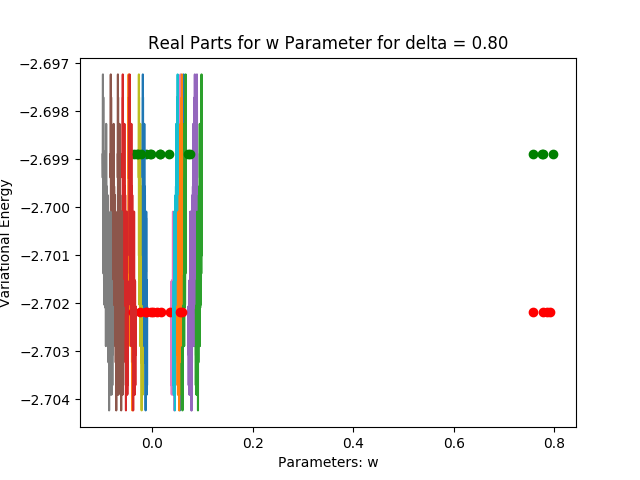 Real Parts for w Parameter for delta = 0.80
−2.697
−2.698
−2.699
−2.700
−2.701
−2.702
−2.703
−2.704
Variational Energy
0.0 0.2 0.4 0.6 0.8
Parameters: w